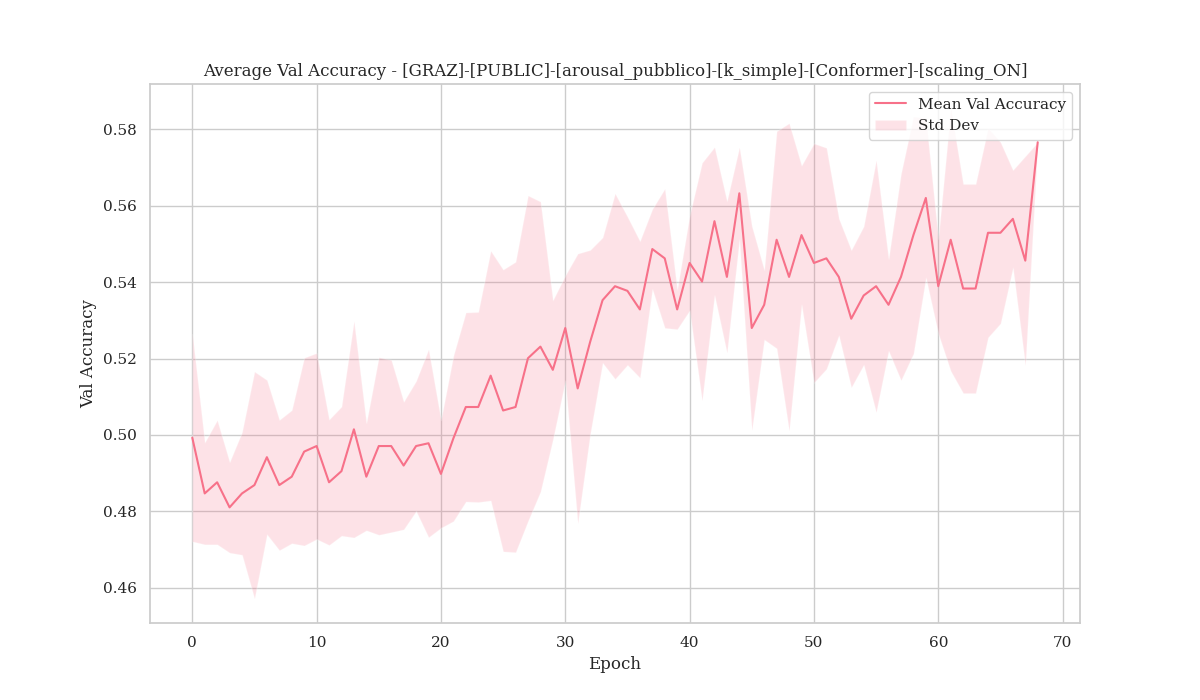 Average Val Accuracy - [GRAZ]-[PUBLIC]-[arousal_pubblico]-[k_simple]-[Conformer]-[scaling_ON]
Mean Val Accuracy
Std Dev
0.58
0.56
0.54
0.52
0.50
0.48
0.46
Val Accuracy
0 10 20 30 40 50 60 70
Epoch